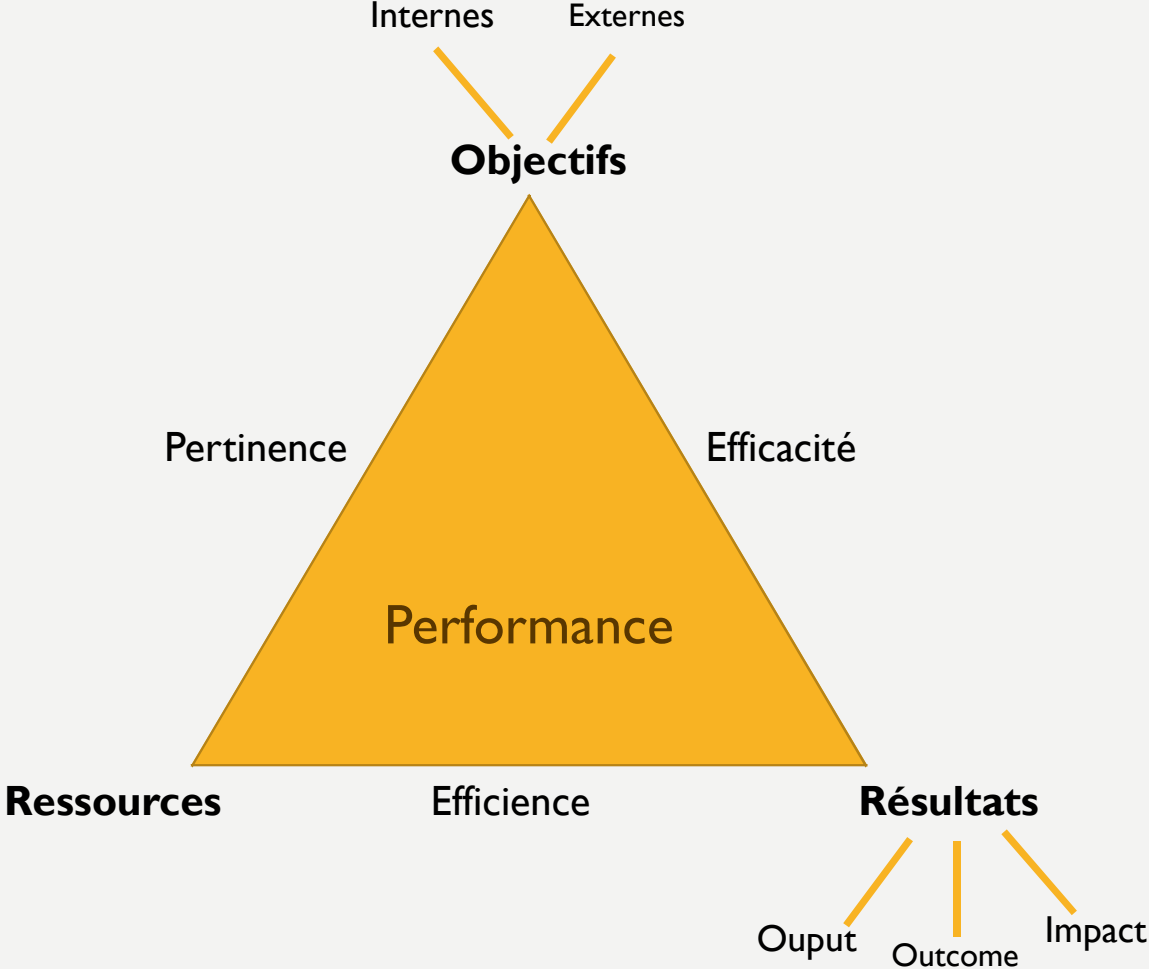 Internes
Externes
Objectifs
Pertinence
Efficacité
Performance
Ressources
Efficience
Résultats
Ouput
Outcome
Impact